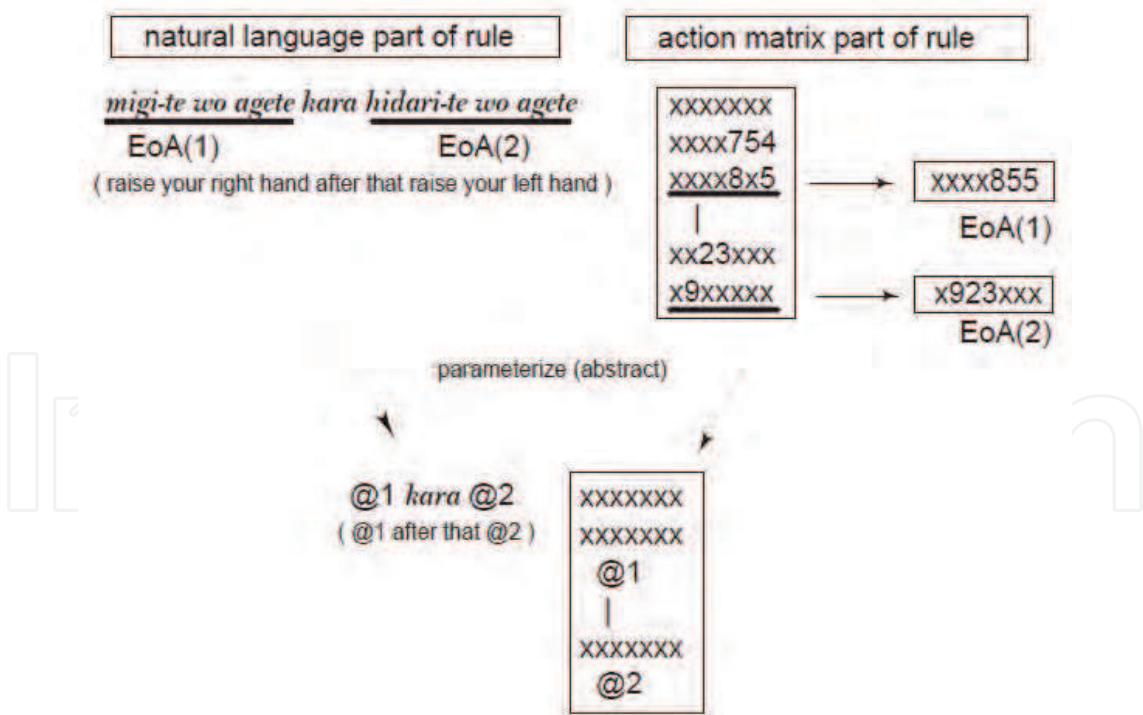 natural language part of rule
action matrix part of rule
migi-te wo agete kara hidari-te wo agete
EoA(1)
EoA(2)
( raise your right hand after that raise your left hand )
xxxxxxx
xxxx754
xxxx8x5
|
xx23xxx
x9xxxxx
xxxx855
EoA(1)
x923xxx
EoA(2)
parameterize (abstract)
@1 kara @2
( @1 after that @2 )
xxxxxxx
xxxxxxx
@1
|
xxxxxxx
@2